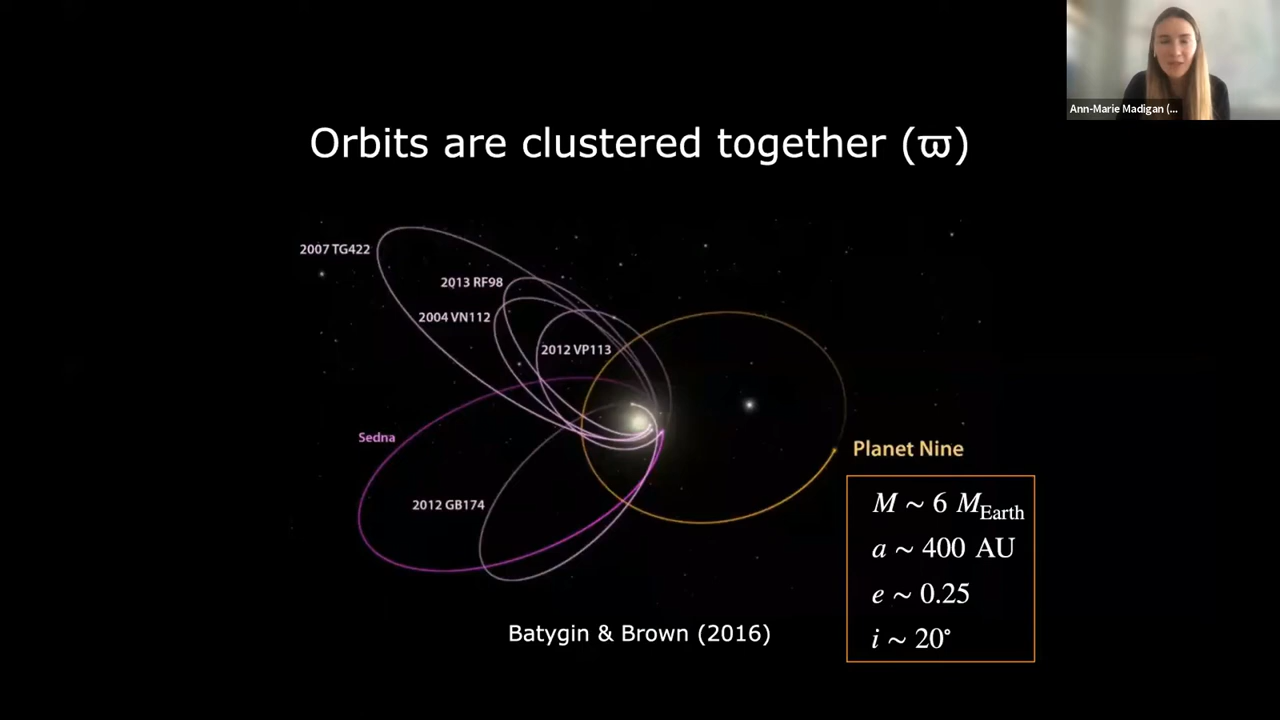 Ann-Marie Madigan (...
Orbits are clustered together (ϖ)
2007 TG422
2013 RF98
2004 VN112
2012 VP113
Sedna
Planet Nine
2012 GB174
M ~ 6 M_Earth
a ~ 400 AU
e ~ 0.25
i ~ 20°
Batygin & Brown (2016)